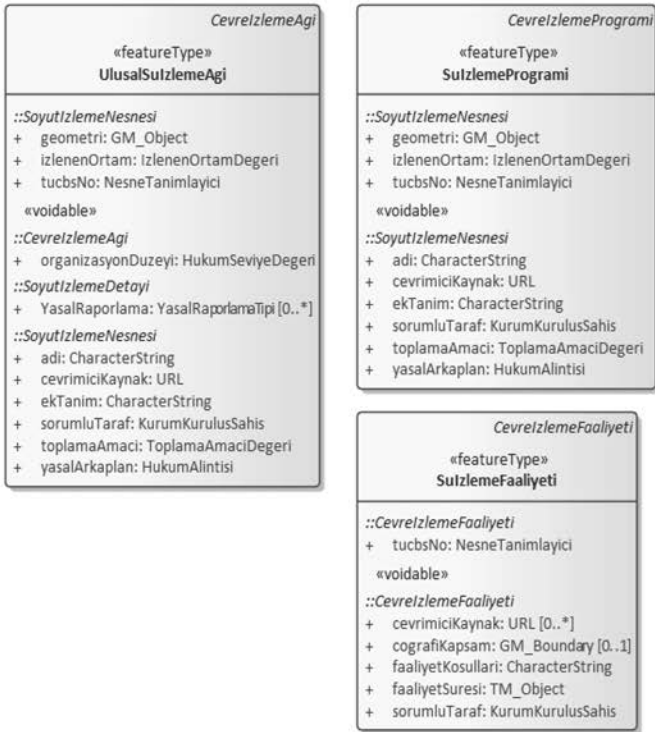 CevreIzlemeAgi
«featureType»
UlusalSuIzlemeAgi
::SoyutIzlemeNesnesi
+ geometri: GM_Object
+ izlenenOrtam: IzlenenOrtamDegeri
+ tucbsNo: NesneTanimlayici
«voidable»
::CevreIzlemeAgi
+ organizasyonDuzeyi: HukumSeviyeDegeri
::SoyutIzlemeDetayi
+ YasalRaporlama: YasalRaporlamaTipi [0..*]
::SoyutIzlemeNesnesi
+ adi: CharacterString
+ cevrimiciKaynak: URL
+ ekTanim: CharacterString
+ sorumluTaraf: KurumKurulusSahis
+ toplamaAmaci: ToplamaAmaciDegeri
+ yasalArkaplan: HukumAlintisi
CevreIzlemeProgrami
«featureType»
SuIzlemeProgrami
::SoyutIzlemeNesnesi
+ geometri: GM_Object
+ izlenenOrtam: IzlenenOrtamDegeri
+ tucbsNo: NesneTanimlayici
«voidable»
::SoyutIzlemeNesnesi
+ adi: CharacterString
+ cevrimiciKaynak: URL
+ ekTanim: CharacterString
+ sorumluTaraf: KurumKurulusSahis
+ toplamaAmaci: ToplamaAmaciDegeri
+ yasalArkaplan: HukumAlintisi
CevreIzlemeFaaliyeti
«featureType»
SuIzlemeFaaliyeti
::CevreIzlemeFaaliyeti
+ tucbsNo: NesneTanimlayici
«voidable»
::CevreIzlemeFaaliyeti
+ cevrimiciKaynak: URL [0..*]
+ cografiKapsam: GM_Boundary [0..1]
+ faaliyetKosullari: CharacterString
+ faaliyetSuresi: TM_Object
+ sorumluTaraf: KurumKurulusSahis